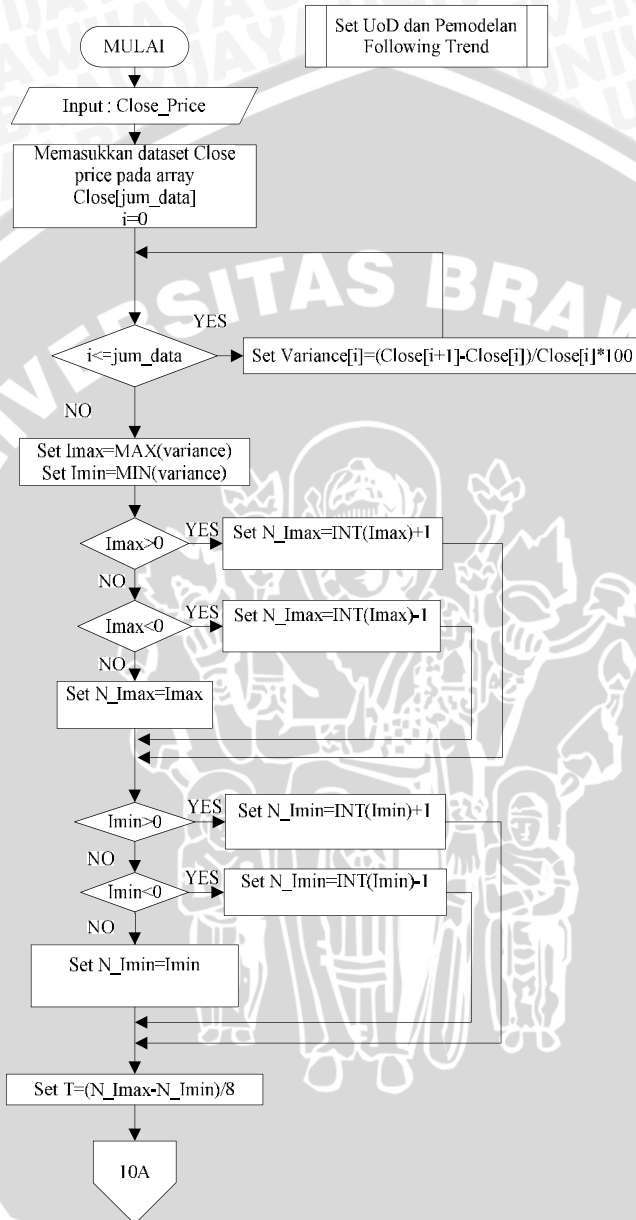 MULAI
Set UoD dan Pemodelan
Following Trend
Input : Close_Price
Memasukkan dataset Close
price pada array
Close[jum_data]
i=0
YES
i<=jum_data
Set Variance[i]=(Close[i+1]-Close[i])/Close[i]*100
NO
Set Imax=MAX(variance)
Set Imin=MIN(variance)
Imax>0
YES
Set N_Imax=INT(Imax)+1
NO
Imax<0
YES
Set N_Imax=INT(Imax)-1
NO
Set N_Imax=Imax
Imin>0
YES
Set N_Imin=INT(Imin)+1
NO
Imin<0
YES
Set N_Imin=INT(Imin)-1
NO
Set N_Imin=Imin
Set T=(N_Imax-N_Imin)/8
10A